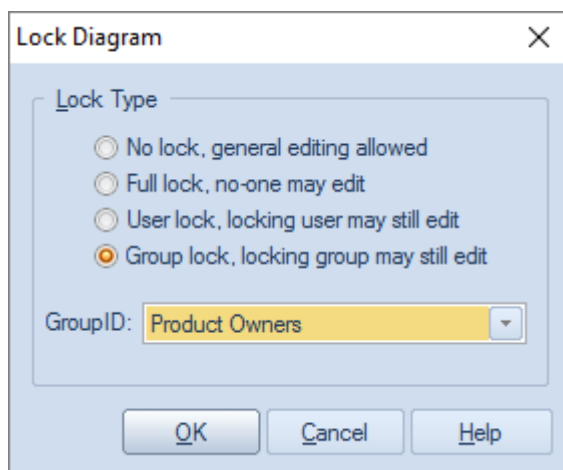 Lock Diagram
Lock Type
No lock, general editing allowed
Full lock, no-one may edit
User lock, locking user may still edit
Group lock, locking group may still edit
GroupID: Product Owners
OK Cancel Help